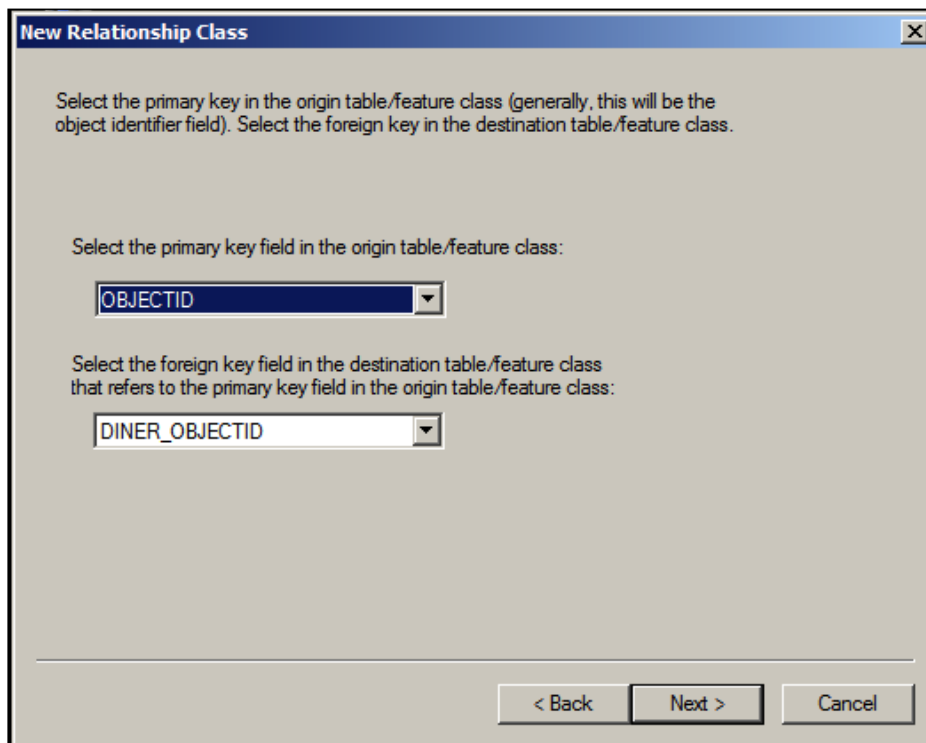 New Relationship Class
Select the primary key in the origin table/feature class (generally, this will be the
object identifier field). Select the foreign key in the destination table/feature class.
Select the primary key field in the origin table/feature class:
OBJECTID
Select the foreign key field in the destination table/feature class
that refers to the primary key field in the origin table/feature class:
DINER_OBJECTID
< Back Next > Cancel